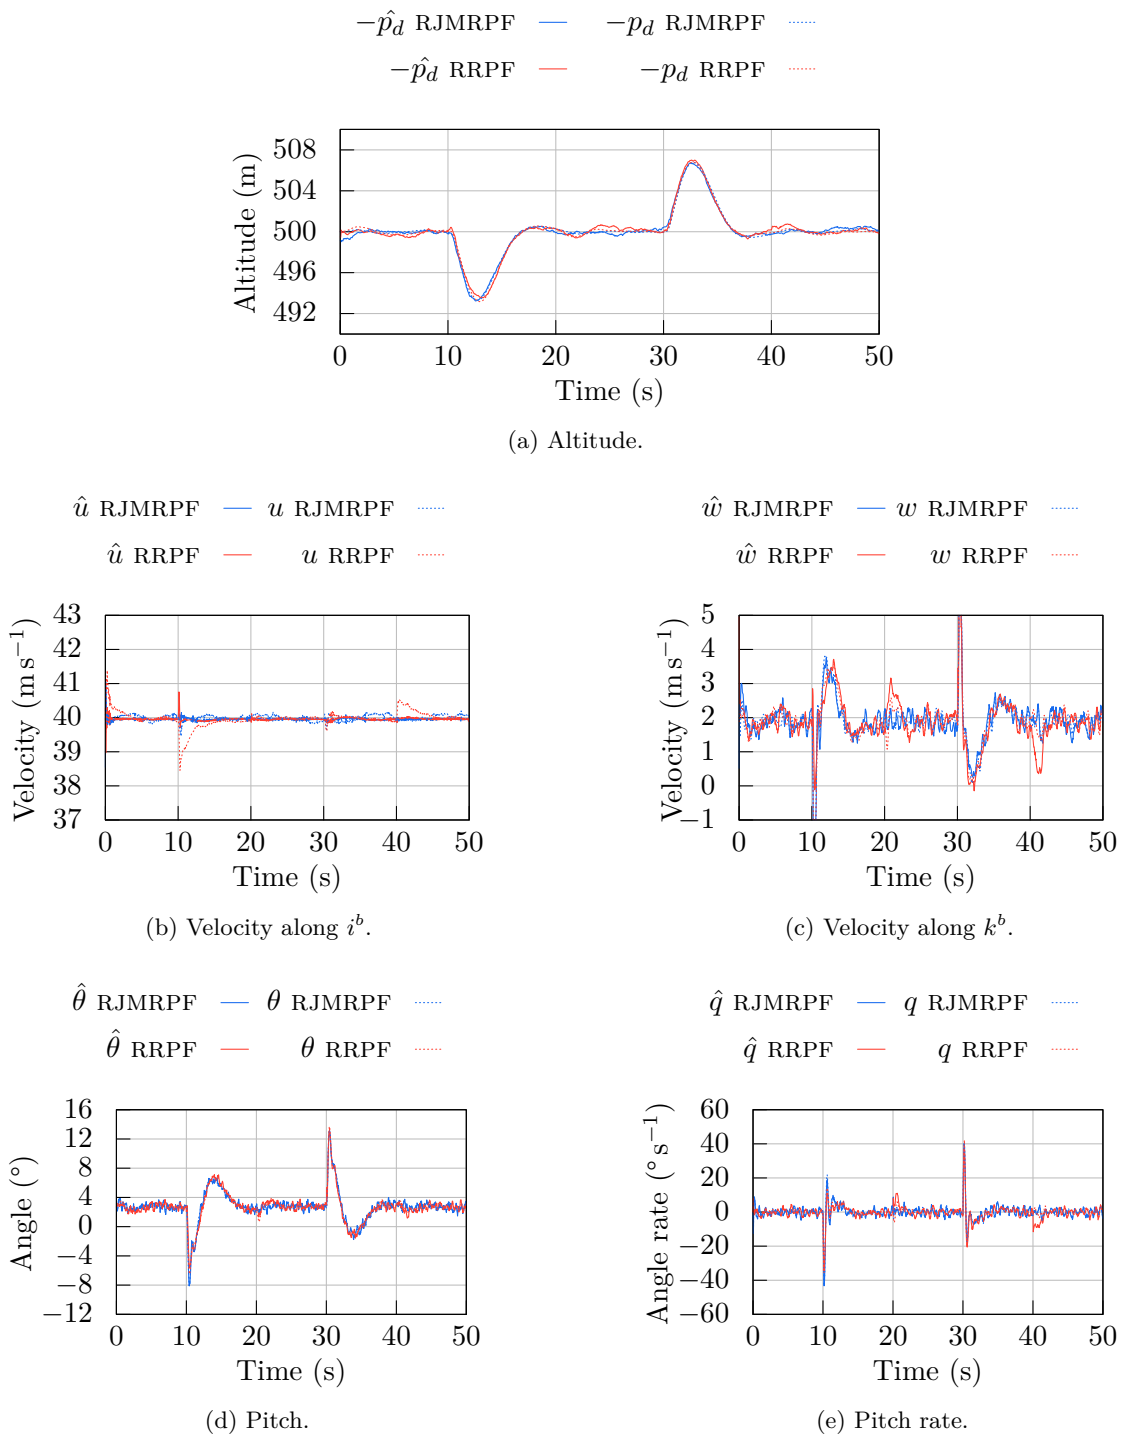 −p̂_d RJMRPF −p_d RJMRPF
−p̂_d RRPF −p_d RRPF
508
504
500
496
492
Altitude (m)
0 10 20 30 40 50
Time (s)
(a) Altitude.
û RJMRPF u RJMRPF
û RRPF u RRPF
43
42
41
40
39
38
37
Velocity (m s⁻¹)
0 10 20 30 40 50
Time (s)
(b) Velocity along iᵇ.
ŵ RJMRPF w RJMRPF
ŵ RRPF w RRPF
5
4
3
2
1
0
−1
Velocity (m s⁻¹)
0 10 20 30 40 50
Time (s)
(c) Velocity along kᵇ.
θ̂ RJMRPF θ RJMRPF
θ̂ RRPF θ RRPF
16
12
8
4
0
−4
−8
−12
Angle (°)
0 10 20 30 40 50
Time (s)
(d) Pitch.
q̂ RJMRPF q RJMRPF
q̂ RRPF q RRPF
60
40
20
0
−20
−40
−60
Angle rate (° s⁻¹)
0 10 20 30 40 50
Time (s)
(e) Pitch rate.